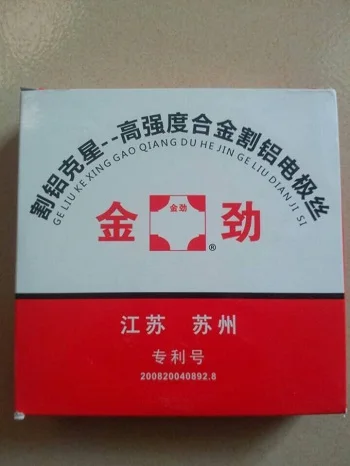 割铝克星--高强度合金割铝电极丝
GE LIU KE XING GAO QIANG DU HE JIN GE LIU DIAN JI SI
金 金劲 ® 劲
江苏 苏州
专利号
200820040892.8